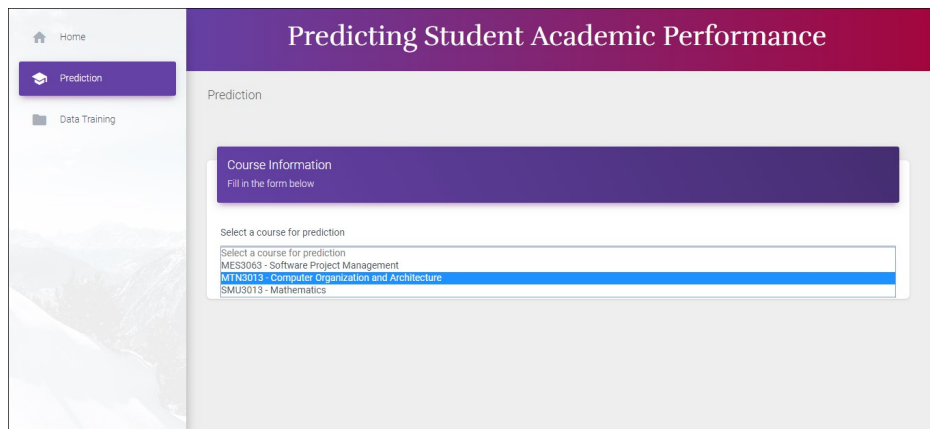 Home
Predicting Student Academic Performance
Prediction
Data Training
Prediction
Course Information
Fill in the form below
Select a course for prediction
Select a course for prediction
MES3063 - Software Project Management
MTN3013 - Computer Organization and Architecture
SMU3013 - Mathematics